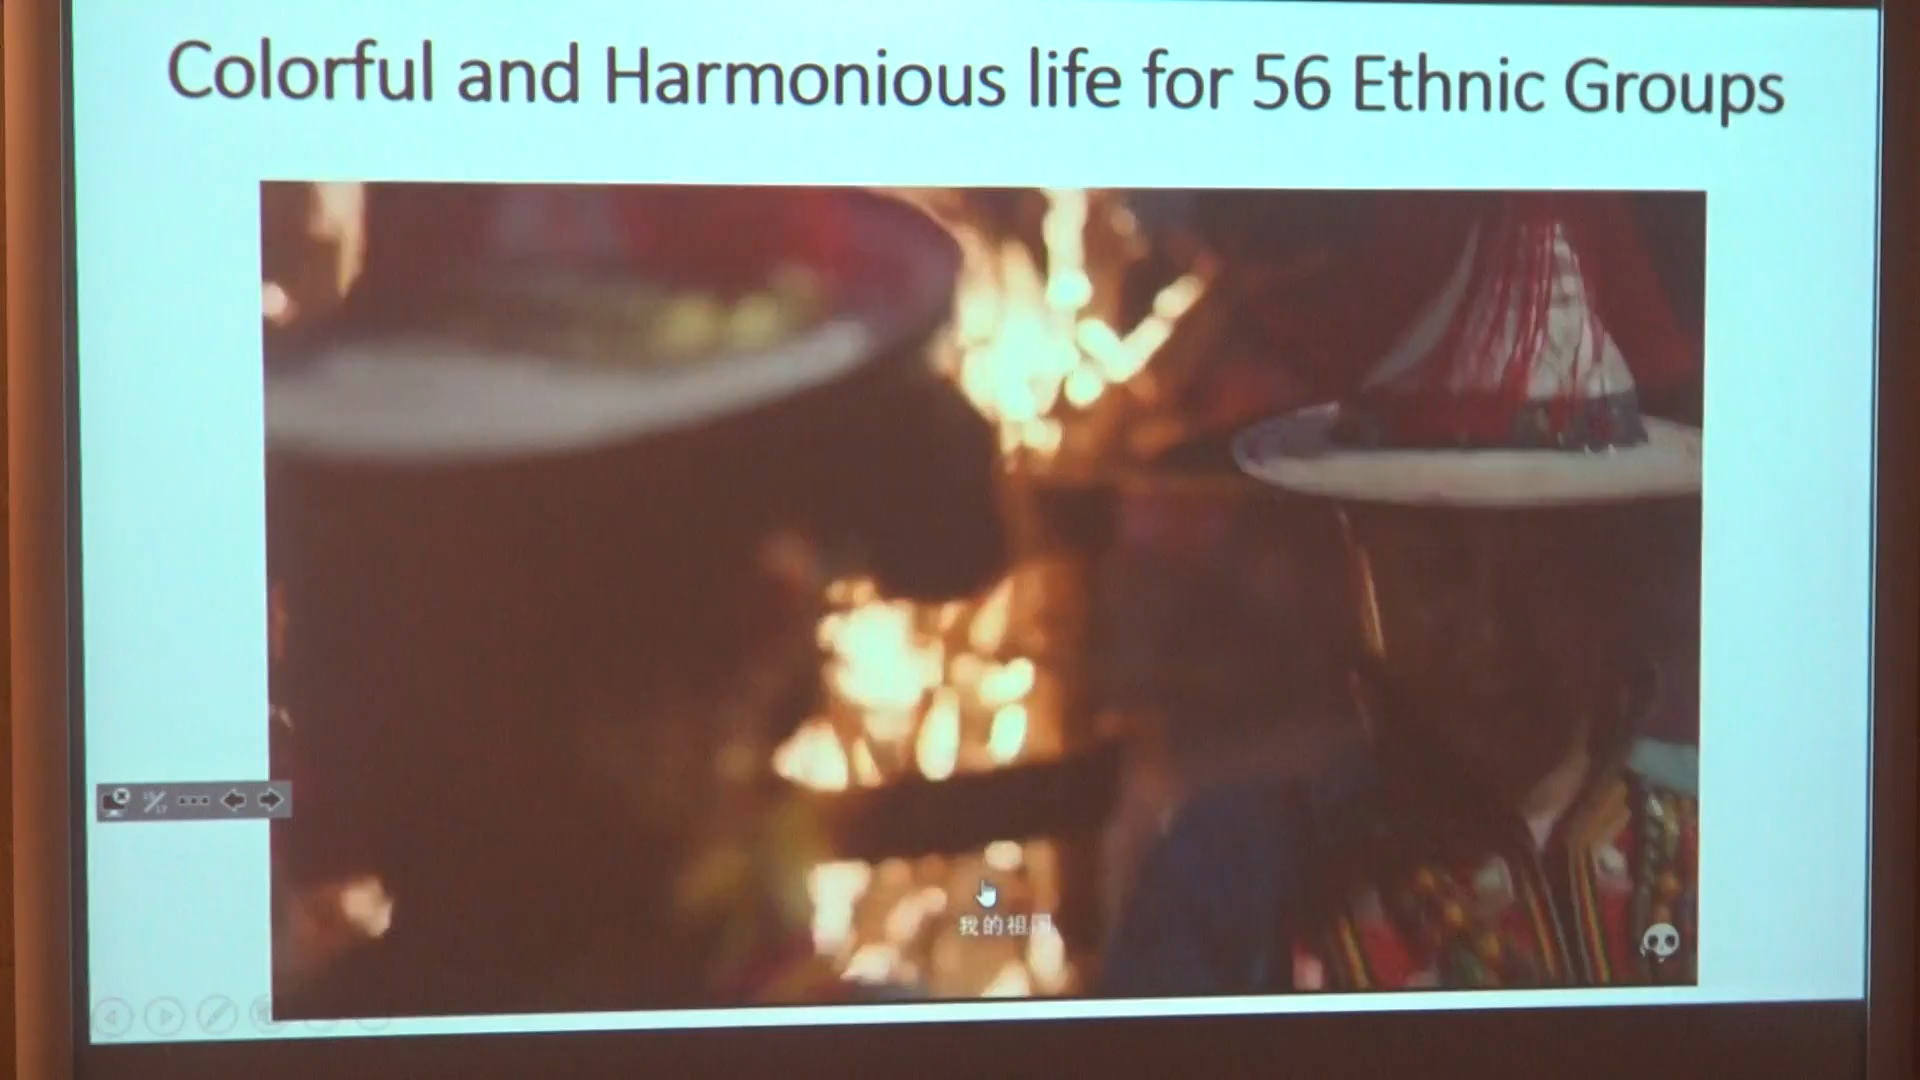 Colorful and Harmonious life for 56 Ethnic Groups
我的祖国